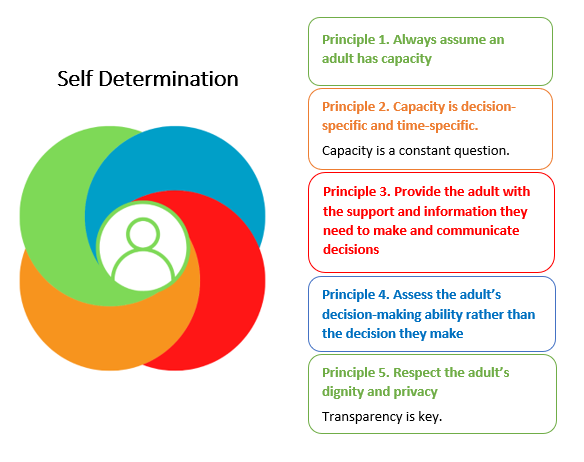 Self Determination
Principle 1. Always assume an
adult has capacity
Principle 2. Capacity is decision-
specific and time-specific.
Capacity is a constant question.
Principle 3. Provide the adult with
the support and information they
need to make and communicate
decisions
Principle 4. Assess the adult’s
decision-making ability rather than
the decision they make
Principle 5. Respect the adult’s
dignity and privacy
Transparency is key.